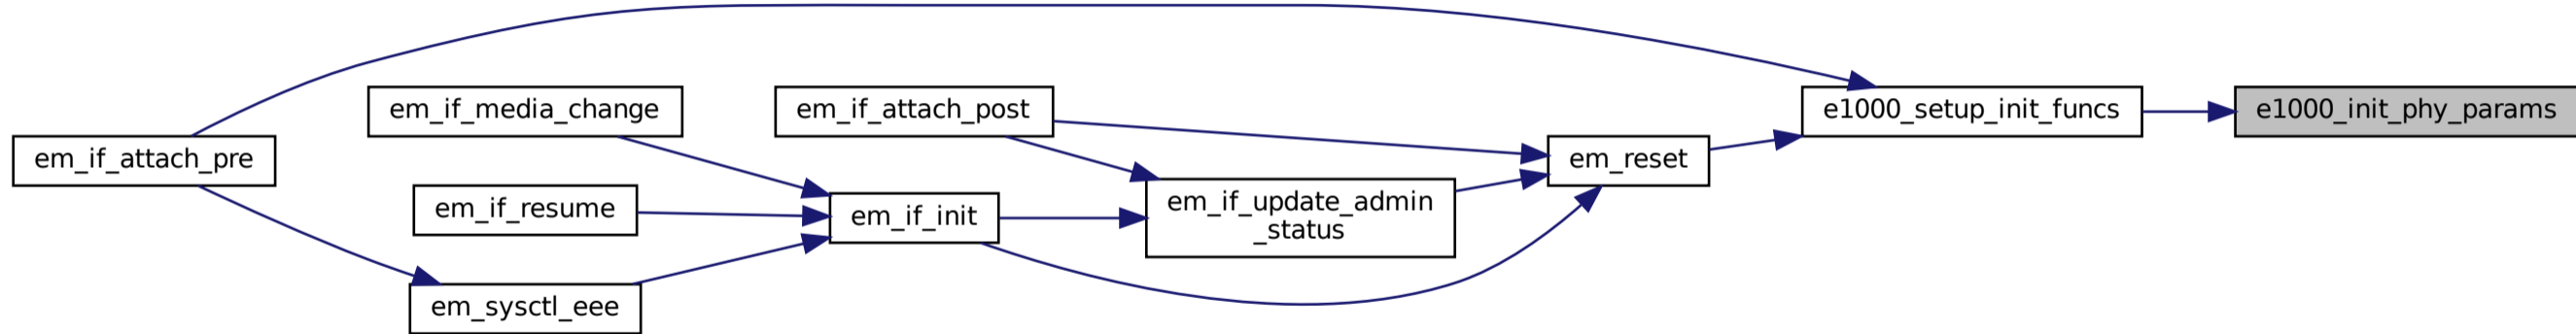 em_if_attach_pre
em_if_media_change
em_if_resume
em_sysctl_eee
em_if_attach_post
em_if_init
em_if_update_admin
_status
em_reset
e1000_setup_init_funcs
e1000_init_phy_params